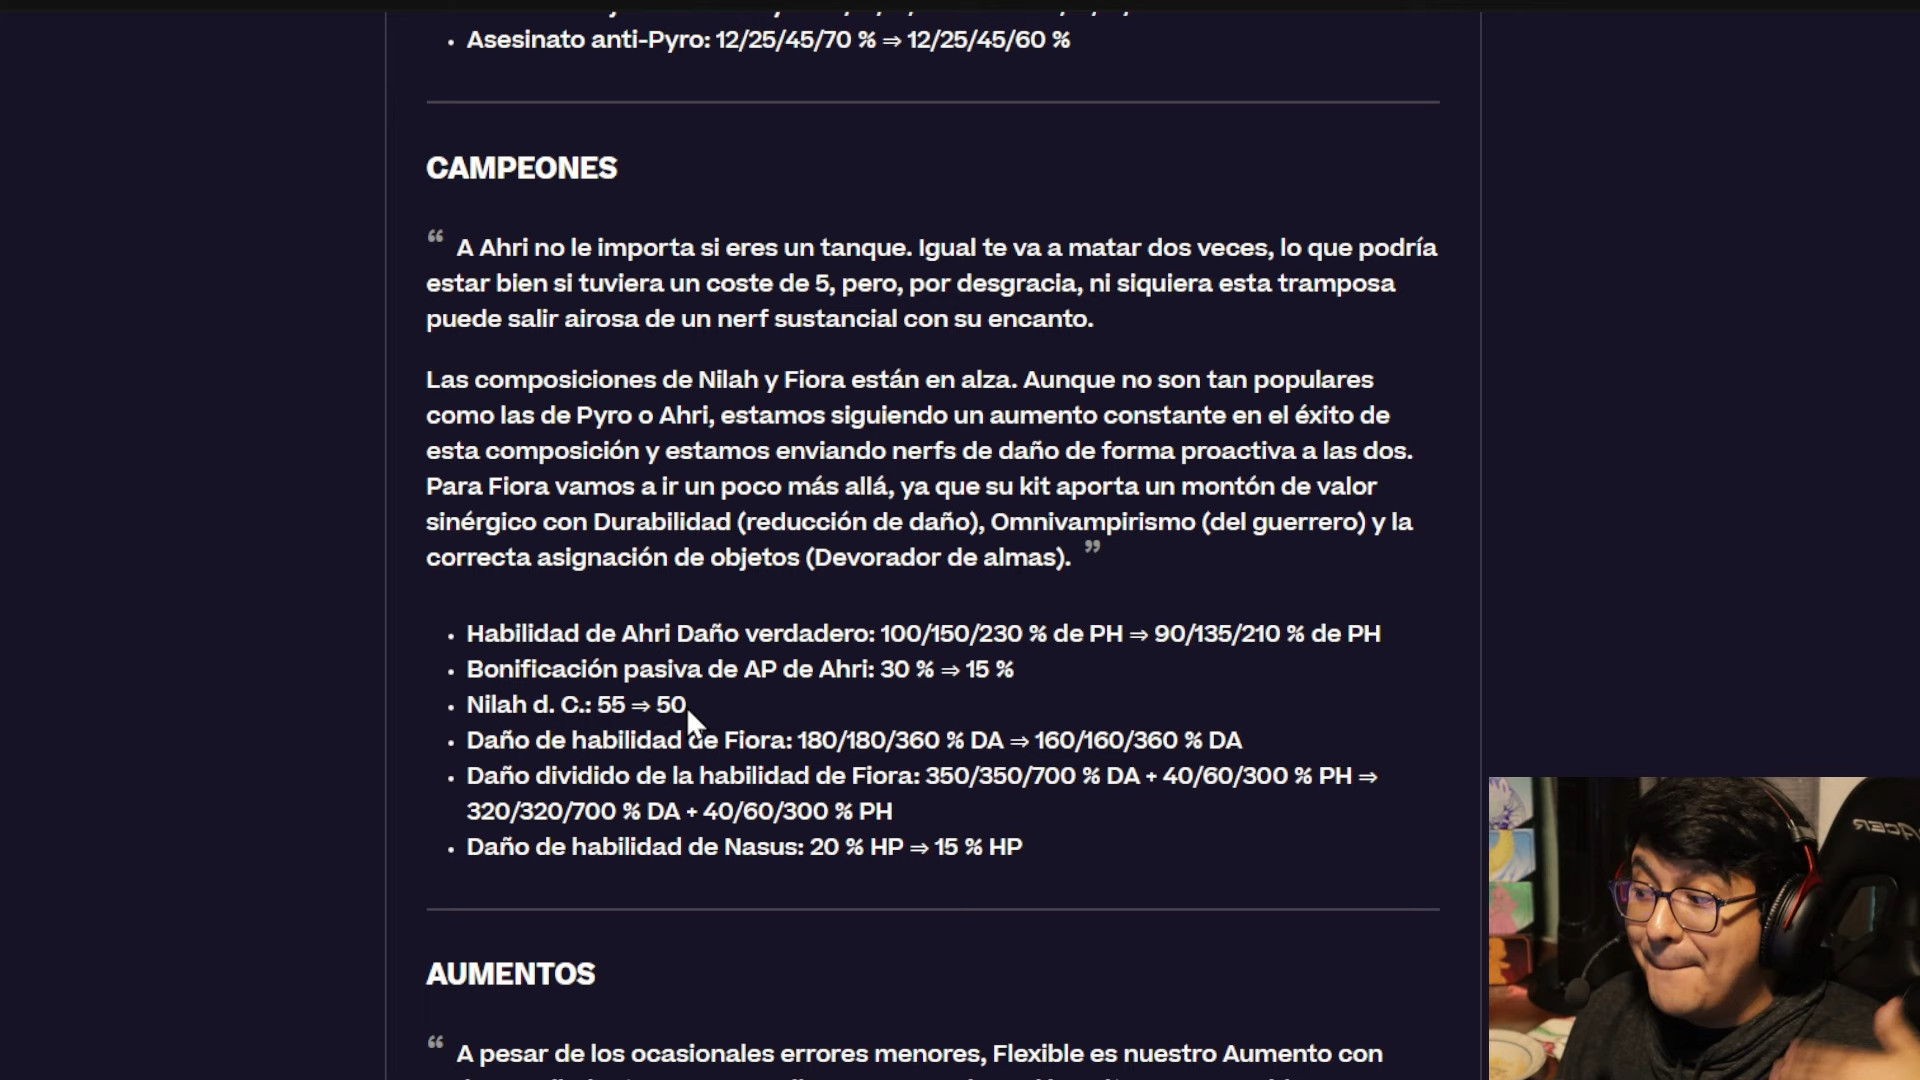 • Asesinato anti-Pyro: 12/25/45/70 % ⇒ 12/25/45/60 %
CAMPEONES
“ A Ahri no le importa si eres un tanque. Igual te va a matar dos veces, lo que podría
estar bien si tuviera un coste de 5, pero, por desgracia, ni siquiera esta tramposa
puede salir airosa de un nerf sustancial con su encanto.
Las composiciones de Nilah y Fiora están en alza. Aunque no son tan populares
como las de Pyro o Ahri, estamos siguiendo un aumento constante en el éxito de
esta composición y estamos enviando nerfs de daño de forma proactiva a las dos.
Para Fiora vamos a ir un poco más allá, ya que su kit aporta un montón de valor
sinérgico con Durabilidad (reducción de daño), Omnivampirismo (del guerrero) y la
correcta asignación de objetos (Devorador de almas). ”
• Habilidad de Ahri Daño verdadero: 100/150/230 % de PH ⇒ 90/135/210 % de PH
• Bonificación pasiva de AP de Ahri: 30 % ⇒ 15 %
• Nilah d. C.: 55 ⇒ 50
• Daño de habilidad de Fiora: 180/180/360 % DA ⇒ 160/160/360 % DA
• Daño dividido de la habilidad de Fiora: 350/350/700 % DA + 40/60/300 % PH ⇒
320/320/700 % DA + 40/60/300 % PH
• Daño de habilidad de Nasus: 20 % HP ⇒ 15 % HP
AUMENTOS
“ A pesar de los ocasionales errores menores, Flexible es nuestro Aumento con